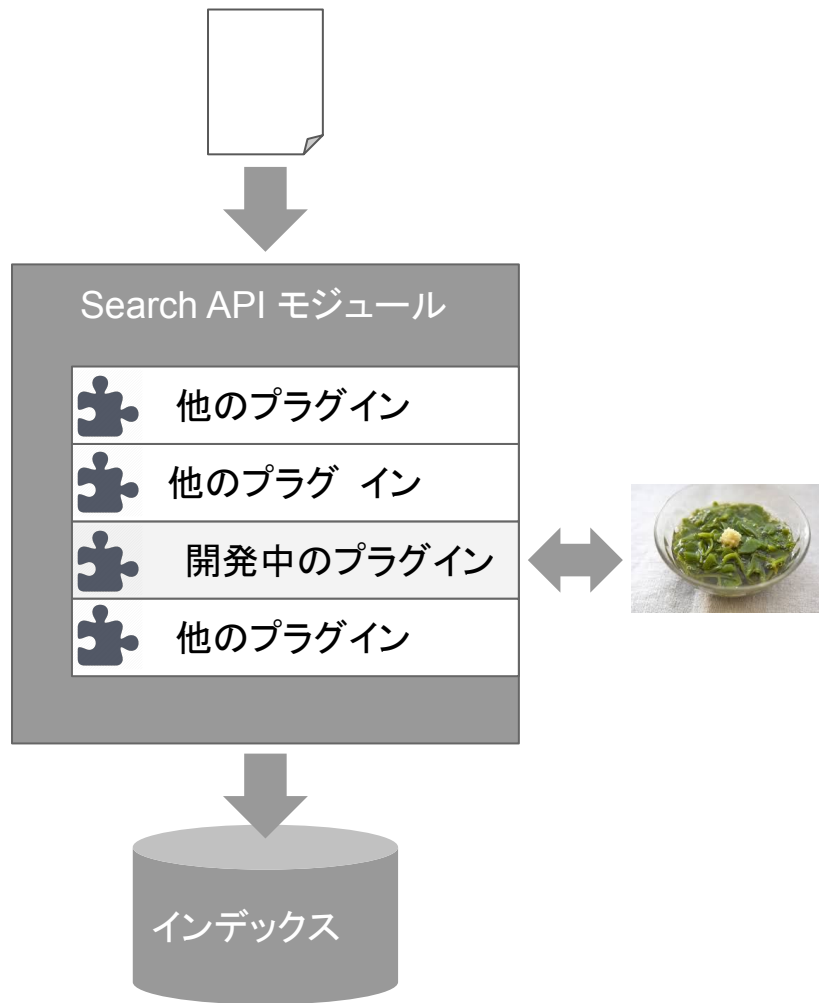 Search API モジュール
他のプラグイン
他のプラグ イン
開発中のプラグイン
他のプラグイン
インデックス